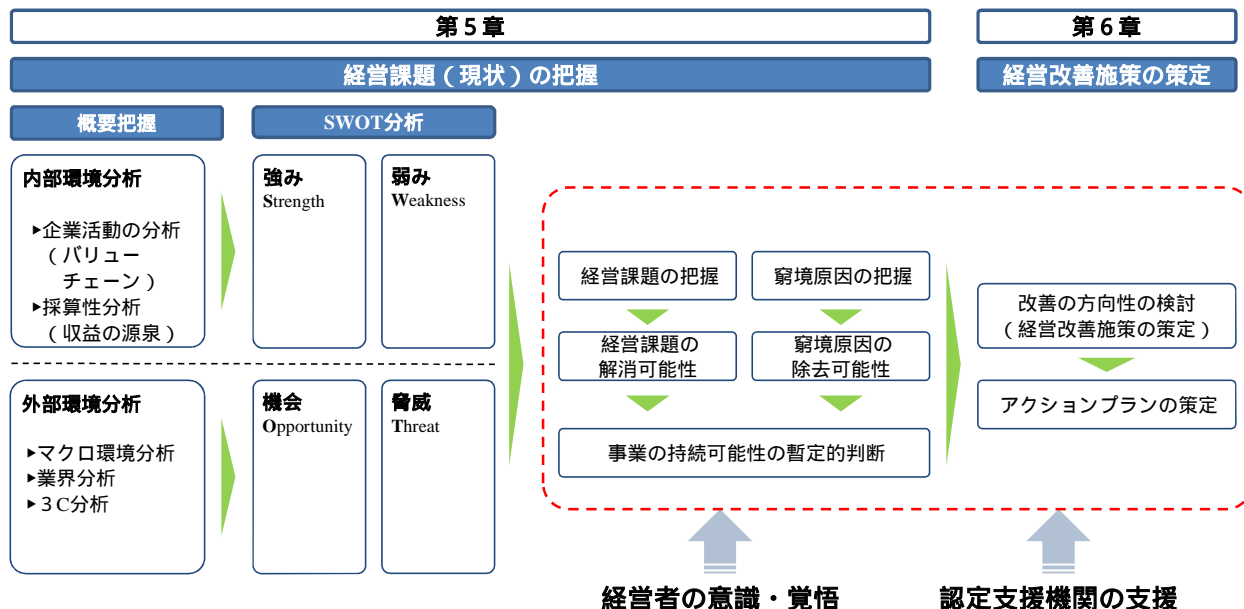 第5章
第6章
経営課題（現状）の把握
経営改善施策の策定
概要把握
SWOT分析
内部環境分析
▶企業活動の分析
（バリュー
チェーン）
▶採算性分析
（収益の源泉）
強み
Strength
弱み
Weakness
外部環境分析
▶マクロ環境分析
▶業界分析
▶３C分析
機会
Opportunity
脅威
Threat
経営課題の把握
窮境原因の把握
経営課題の
解消可能性
窮境原因の
除去可能性
事業の持続可能性の暫定的判断
改善の方向性の検討
（経営改善施策の策定）
アクションプランの策定
経営者の意識・覚悟
認定支援機関の支援